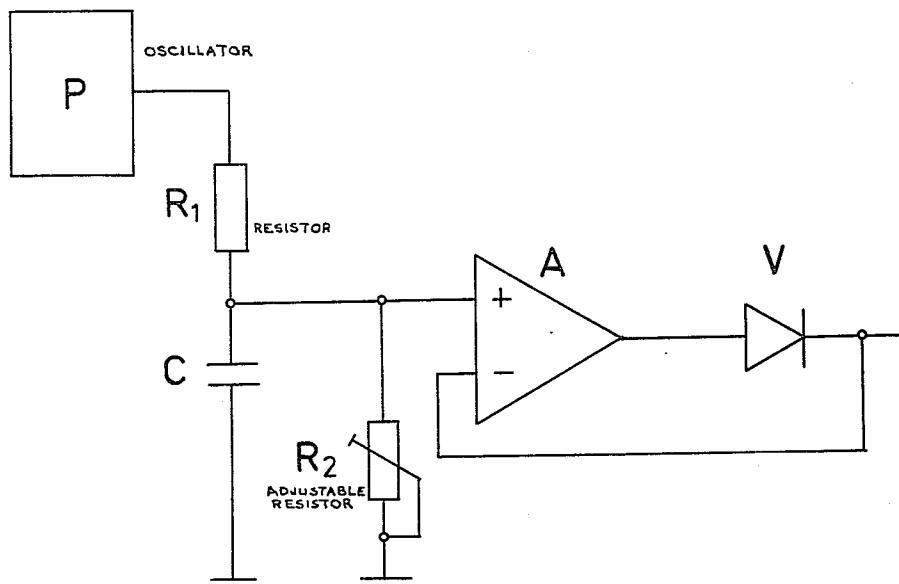 OSCILLATOR
P
R1
RESISTOR
A
V
+
C
−
R2
ADJUSTABLE
RESISTOR